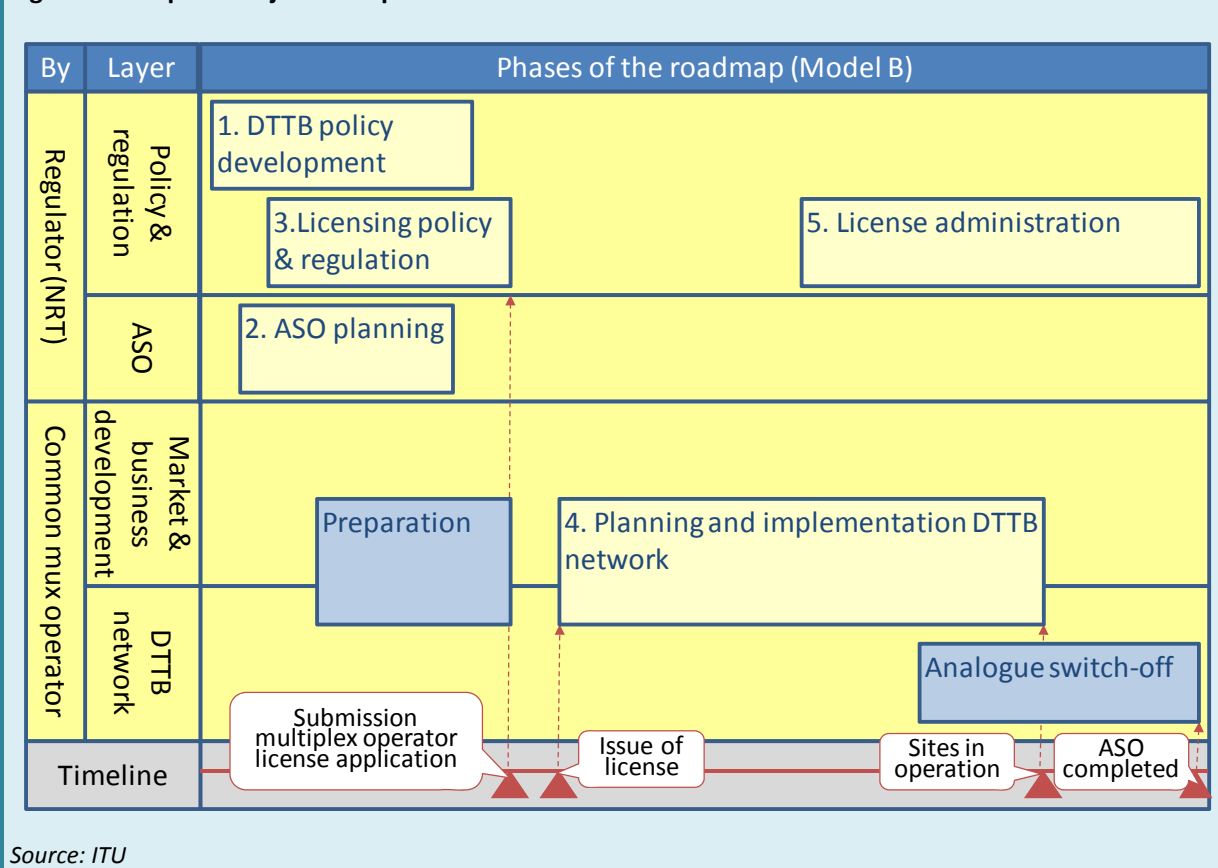 By
Layer
Phases of the roadmap (Model B)
Regulator (NRT)
Policy &
regulation
1. DTTB policy
development
3.Licensing policy
& regulation
5. License administration
ASO
2. ASO planning
Common mux operator
Market &
business
development
Preparation
4. Planning and implementation DTTB
network
DTTB
network
Analogue switch-off
Submission
multiplex operator
license application
Issue of
license
Sites in
operation
ASO
completed
Timeline
Source: ITU